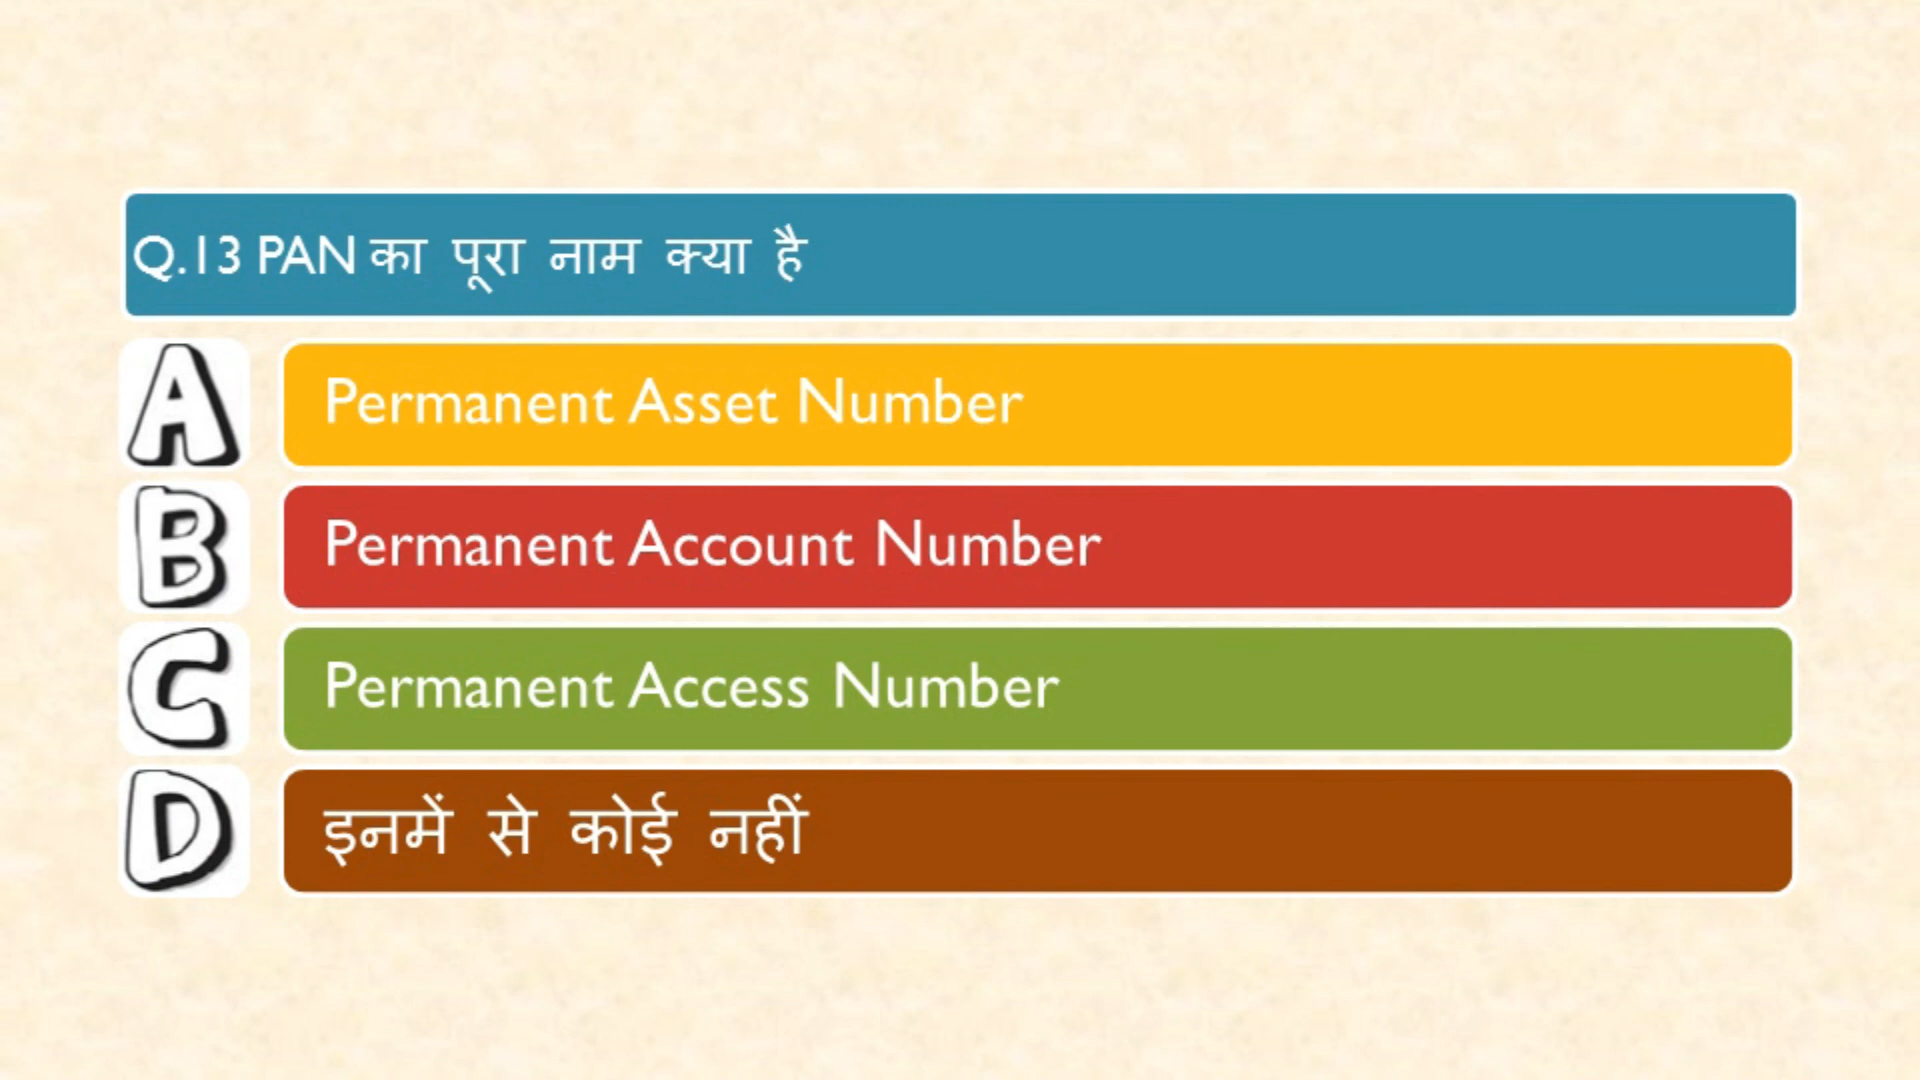 Q.13 PAN का पूरा नाम क्या है
A Permanent Asset Number
B Permanent Account Number
C Permanent Access Number
D इनमें से कोई नहीं